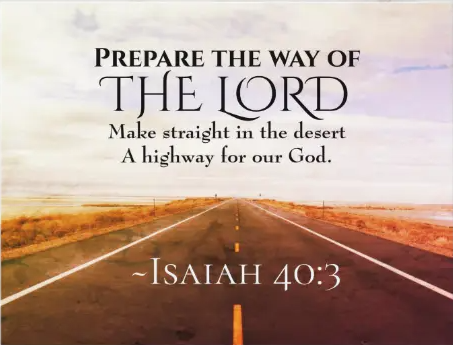 PREPARE THE WAY OF
THE LORD
Make straight in the desert
A highway for our God.
~ISAIAH 40:3